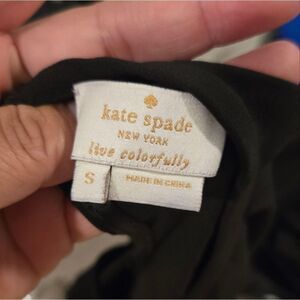 kate spade
NEW YORK
live colorfully
S
MADE IN CHINA